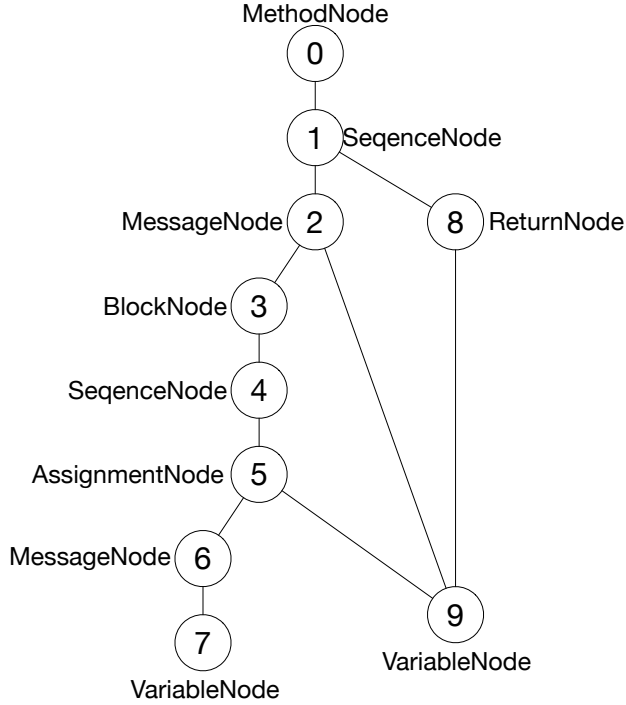 MethodNode
0
1 SeqenceNode
MessageNode 2
8 ReturnNode
BlockNode 3
SeqenceNode 4
AssignmentNode 5
MessageNode 6
9
7
VariableNode
VariableNode